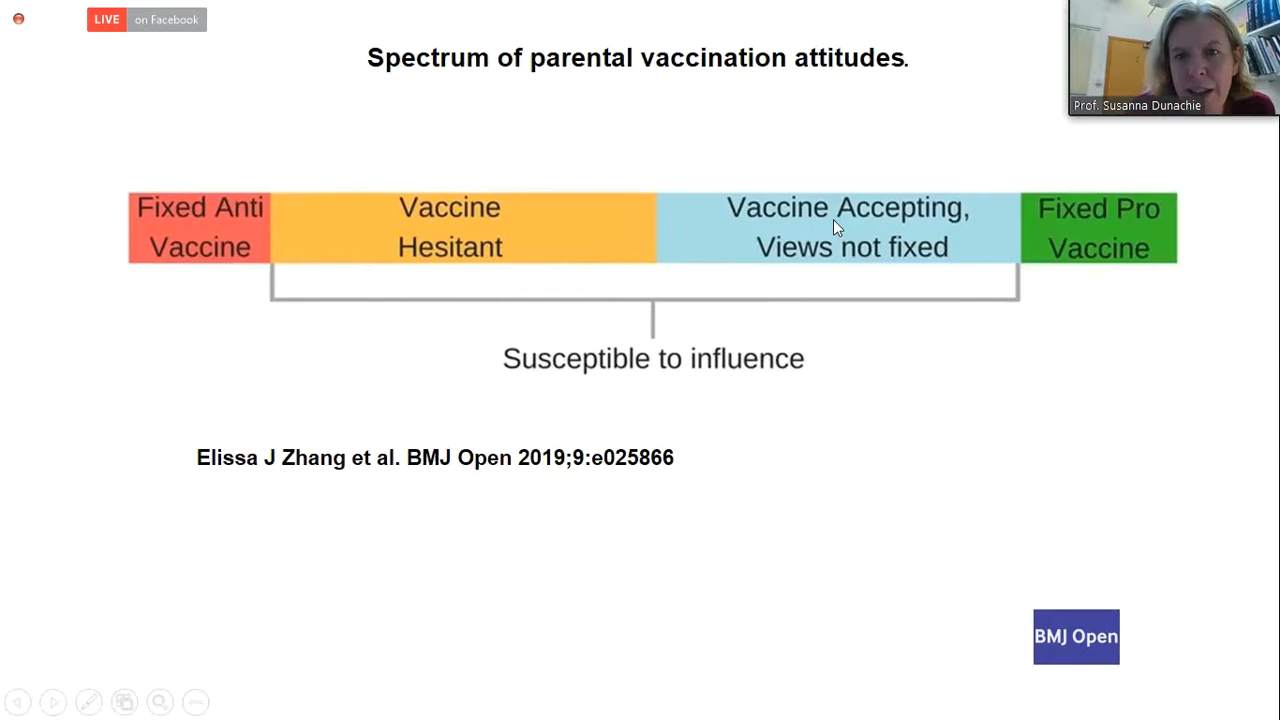 LIVE on Facebook
Spectrum of parental vaccination attitudes.
Prof. Susanna Dunachie
Fixed Anti
Vaccine
Vaccine
Hesitant
Vaccine Accepting,
Views not fixed
Fixed Pro
Vaccine
Susceptible to influence
Elissa J Zhang et al. BMJ Open 2019;9:e025866
BMJ Open